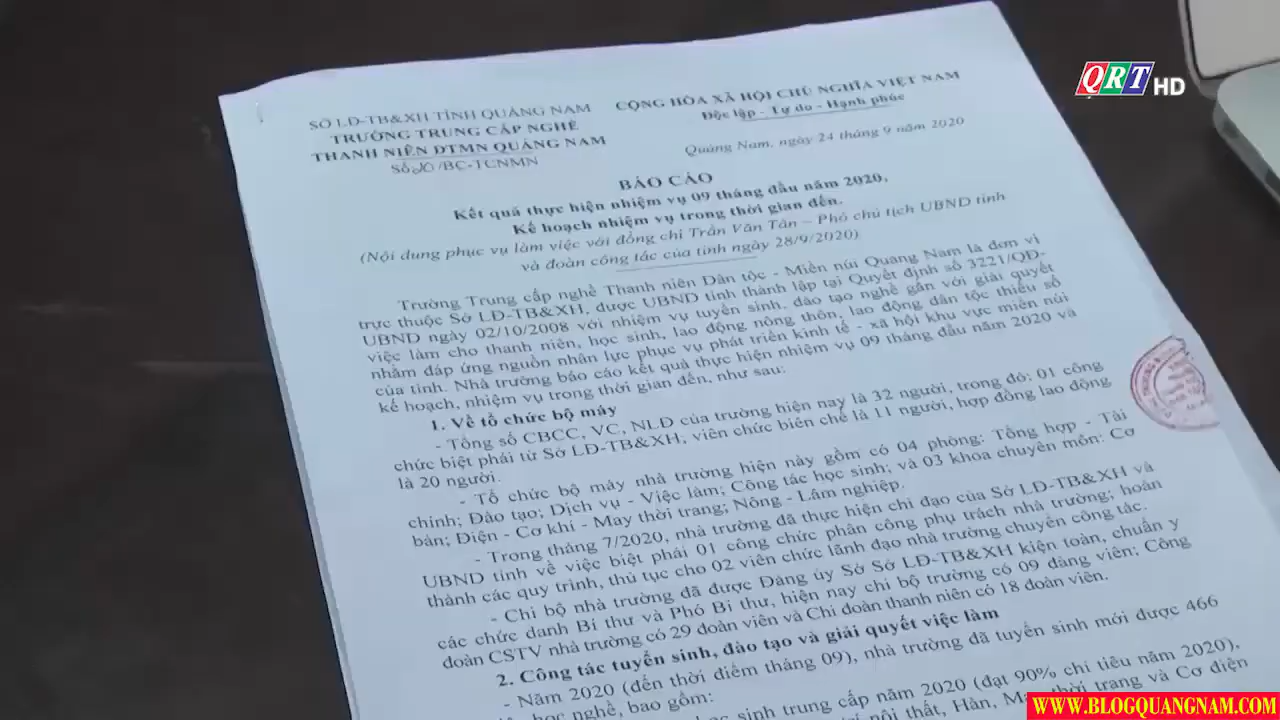 QRT HD
SỞ LĐ-TB&XH TỈNH QUẢNG NAM
TRƯỜNG TRUNG CẤP NGHỀ
THANH NIÊN DTMN QUẢNG NAM
Số /BC-TCNMN
CỘNG HÒA XÃ HỘI CHỦ NGHĨA VIỆT NAM
Độc lập - Tự do - Hạnh phúc
Quảng Nam, ngày 24 tháng 9 năm 2020
BÁO CÁO
Kết quả thực hiện nhiệm vụ 09 tháng đầu năm 2020,
Kế hoạch nhiệm vụ trong thời gian đến.
(Nội dung phục vụ làm việc với đồng chí Trần Văn Tân – Phó chủ tịch UBND tỉnh
và đoàn công tác của tỉnh ngày 28/9/2020)
Trường Trung cấp nghề Thanh niên Dân tộc - Miền núi Quảng Nam là đơn vị
trực thuộc Sở LĐ-TB&XH, được UBND tỉnh thành lập tại Quyết định số 3221/QĐ-
UBND ngày 02/10/2008 với nhiệm vụ tuyển sinh, đào tạo nghề gắn với giải quyết
việc làm cho thanh niên, học sinh, lao động nông thôn, lao động dân tộc thiểu số
nhằm đáp ứng nguồn nhân lực phục vụ phát triển kinh tế - xã hội khu vực miền núi
của tỉnh. Nhà trường báo cáo kết quả thực hiện nhiệm vụ 09 tháng đầu năm 2020 và
kế hoạch, nhiệm vụ trong thời gian đến, như sau:
1. Về tổ chức bộ máy
- Tổng số CBCC, VC, NLĐ của trường hiện nay là 32 người, trong đó: 01 công
chức biệt phái từ Sở LĐ-TB&XH, viên chức biên chế là 11 người, hợp đồng lao động
là 20 người.
- Tổ chức bộ máy nhà trường hiện này gồm có 04 phòng: Tổng hợp - Tài
chính; Đào tạo; Dịch vụ - Việc làm; Công tác học sinh; và 03 khoa chuyên môn: Cơ
bản; Điện - Cơ khí - May thời trang; Nông - Lâm nghiệp.
- Trong tháng 7/2020, nhà trường đã thực hiện chỉ đạo của Sở LĐ-TB&XH và
UBND tỉnh về việc biệt phái 01 công chức phân công phụ trách nhà trường; hoàn
thành các quy trình, thủ tục cho 02 viên chức lãnh đạo nhà trường chuyển công tác.
- Chi bộ nhà trường đã được Đảng ủy Sở Sở LĐ-TB&XH kiện toàn, chuẩn y
các chức danh Bí thư và Phó Bí thư, hiện nay chi bộ trường có 09 đảng viên; Công
đoàn CSTV nhà trường có 29 đoàn viên và Chi đoàn thanh niên có 18 đoàn viên.
2. Công tác tuyển sinh, đào tạo và giải quyết việc làm
- Năm 2020 (đến thời điểm tháng 09), nhà trường đã tuyển sinh mới được 466
học nghề, bao gồm:
học sinh trung cấp năm 2020 (đạt 90% chỉ tiêu năm 2020),
nội thất, Hàn, May thời trang và Cơ điện
WWW.BLOGQUANGNAM.COM